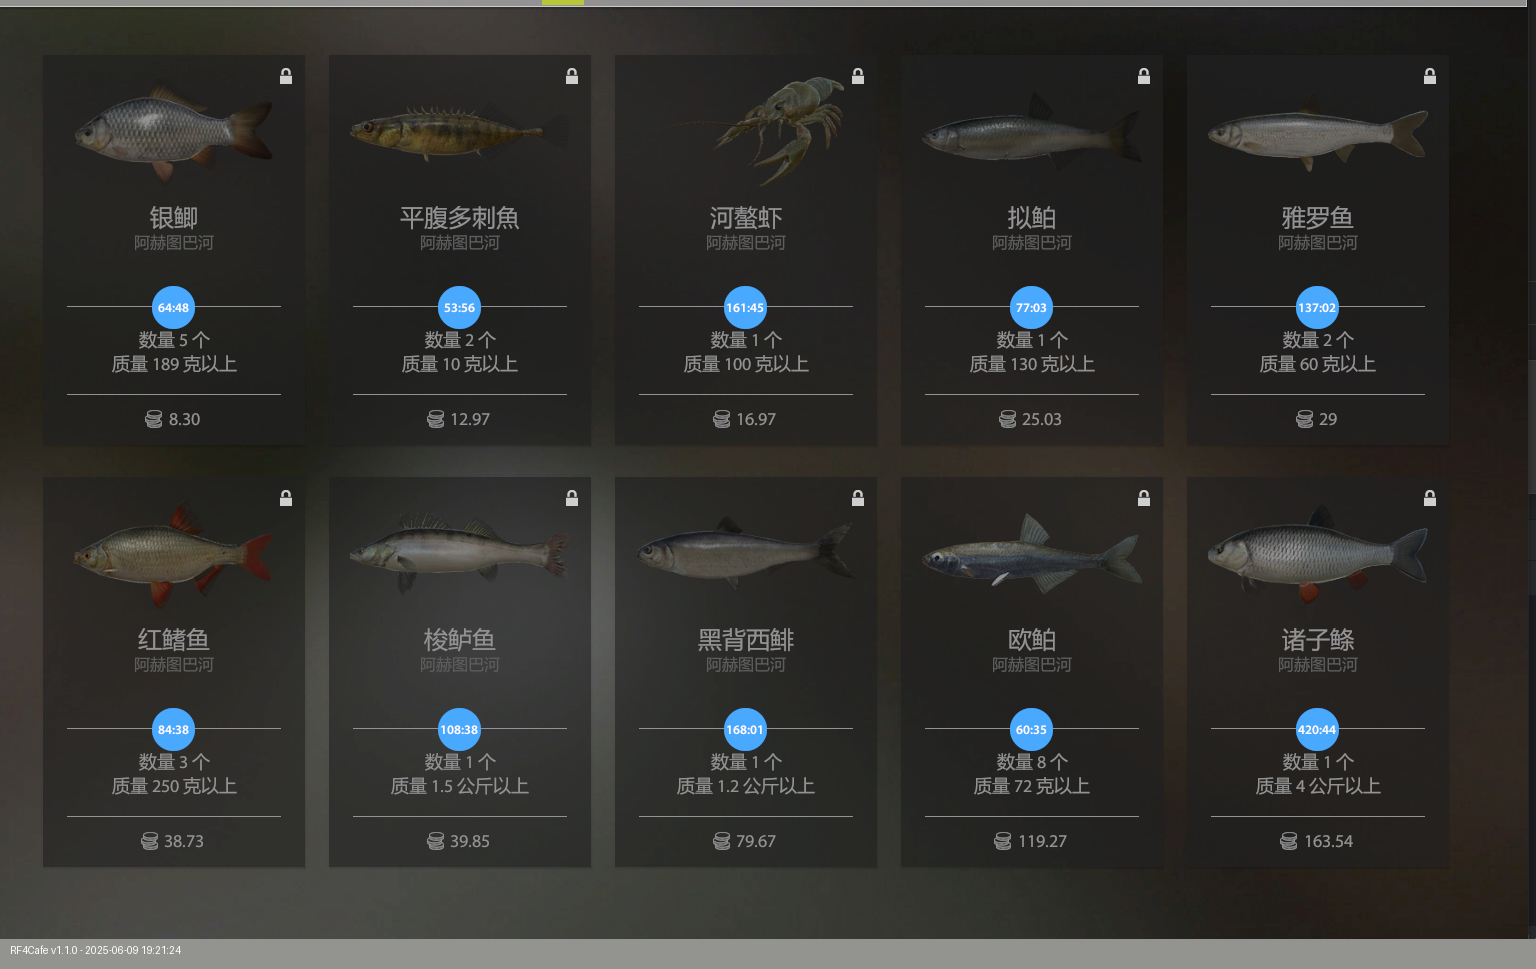 银鲫
阿赫图巴河
64:48
数量 5 个
质量 189 克以上
8.30
平腹多刺魚
阿赫图巴河
53:56
数量 2 个
质量 10 克以上
12.97
河螯虾
阿赫图巴河
161:45
数量 1 个
质量 100 克以上
16.97
拟鲌
阿赫图巴河
77:03
数量 1 个
质量 130 克以上
25.03
雅罗鱼
阿赫图巴河
137:02
数量 2 个
质量 60 克以上
29
红鳍鱼
阿赫图巴河
84:38
数量 3 个
质量 250 克以上
38.73
梭鲈鱼
阿赫图巴河
108:38
数量 1 个
质量 1.5 公斤以上
39.85
黑背西鲱
阿赫图巴河
168:01
数量 1 个
质量 1.2 公斤以上
79.67
欧鲌
阿赫图巴河
60:35
数量 8 个
质量 72 克以上
119.27
诸子鲦
阿赫图巴河
420:44
数量 1 个
质量 4 公斤以上
163.54
RF4Cafe v1.1.0 - 2025-06-09 19:21:24